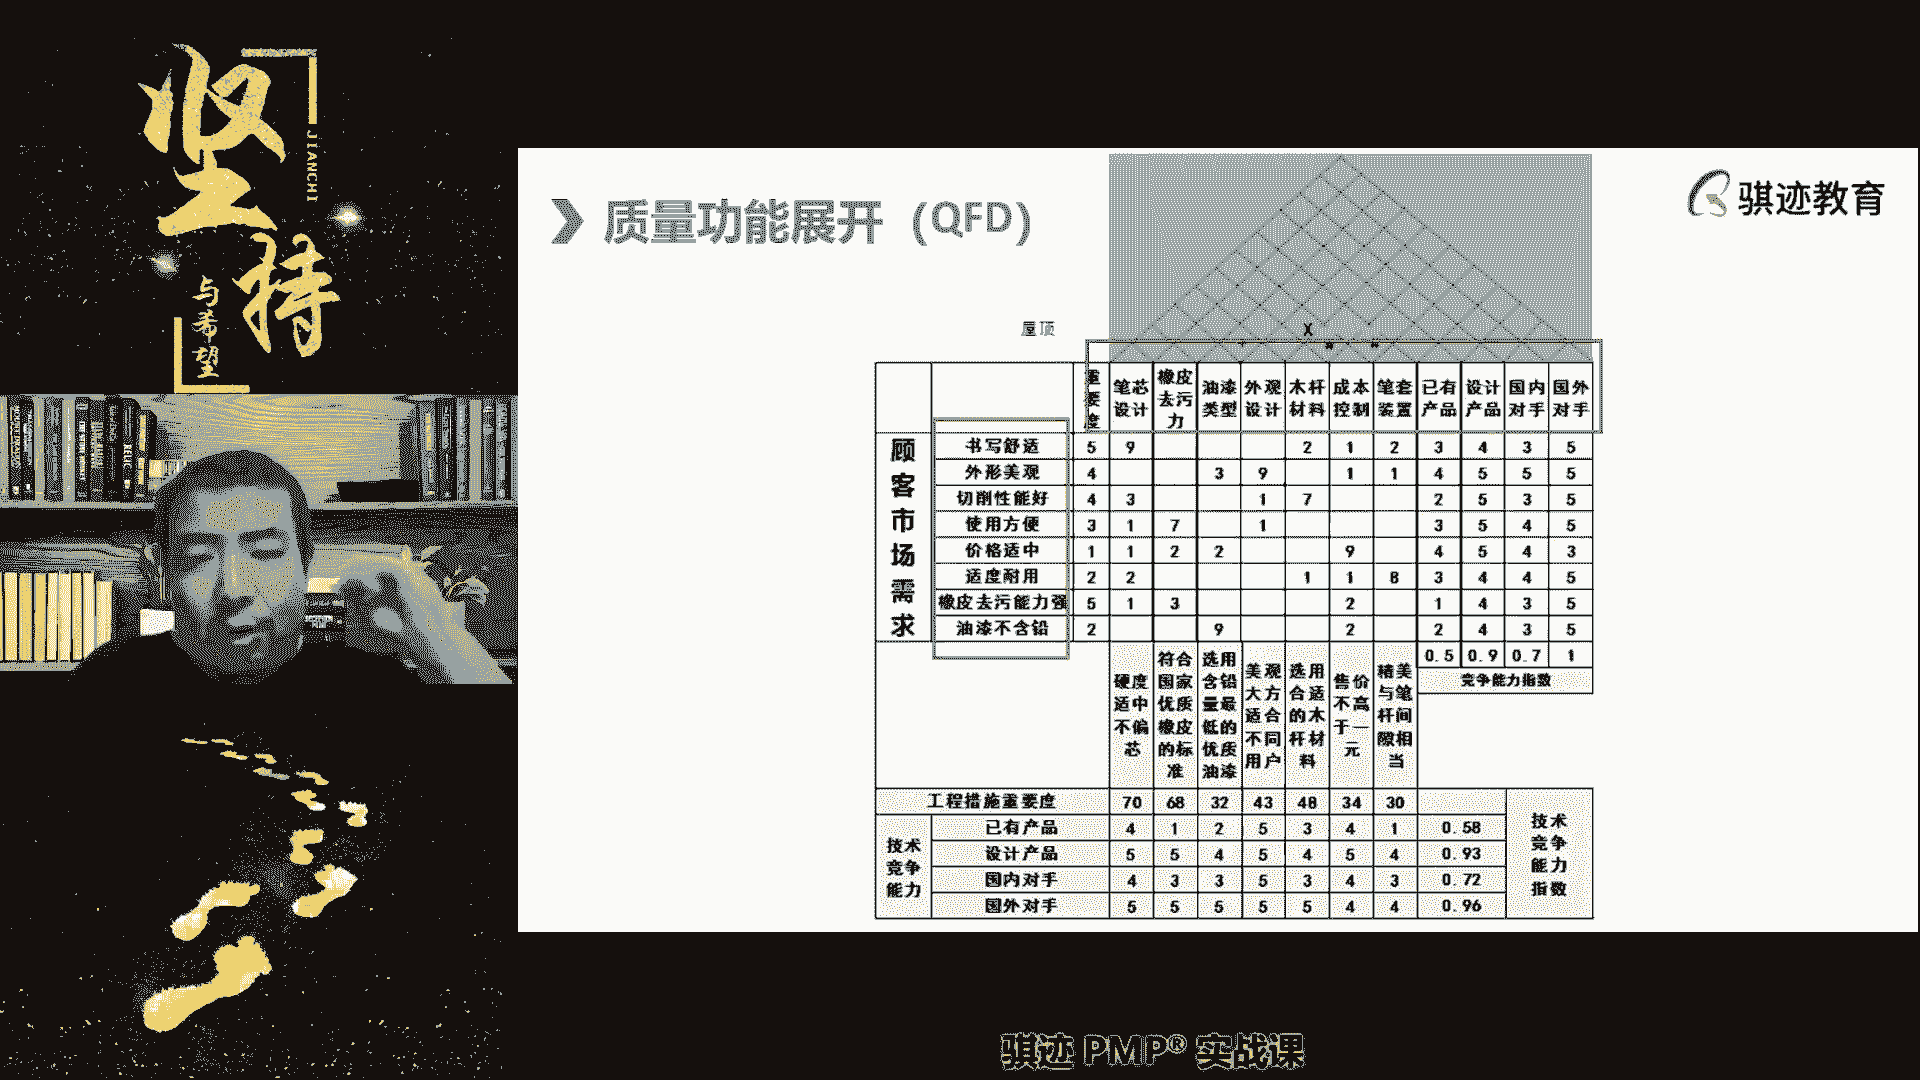 坚持
JIANCHI
与希望
质量功能展开（QFD）
骐迹教育
屋顶
重要度 笔芯设计 橡皮去污力 油漆类型 外观设计 木杆材料 成本控制 笔套装置 已有产品 设计产品 国内对手 国外对手
顾客市场需求
书写舒适 5 9 2 1 2 3 4 3 5
外形美观 4 3 9 1 1 4 5 5 5
切削性能好 4 3 1 7 2 5 3 5
使用方便 3 1 7 1 3 5 4 5
价格适中 1 1 2 2 9 4 5 4 3
适度耐用 2 2 1 1 8 3 4 4 5
橡皮去污能力强 5 1 3 2 1 4 3 5
油漆不含铅 2 9 2 2 4 3 5
0.5 0.9 0.7 1
竞争能力指数
硬度适中不偏芯 符合国家优质橡皮的标准 选用含铅量最低的优质油漆 美观大方适合不同用户 选用合适的木杆材料 售价不高于一元 精美与笔杆间隙相当
工程措施重要度 70 68 32 43 48 34 30
技术竞争能力
已有产品 4 1 2 5 3 4 1 0.58
设计产品 5 5 4 5 4 5 4 0.93
国内对手 4 3 3 5 3 4 3 0.72
国外对手 5 5 5 5 5 4 4 0.96
技术竞争能力指数
骐迹 PMP® 实战课